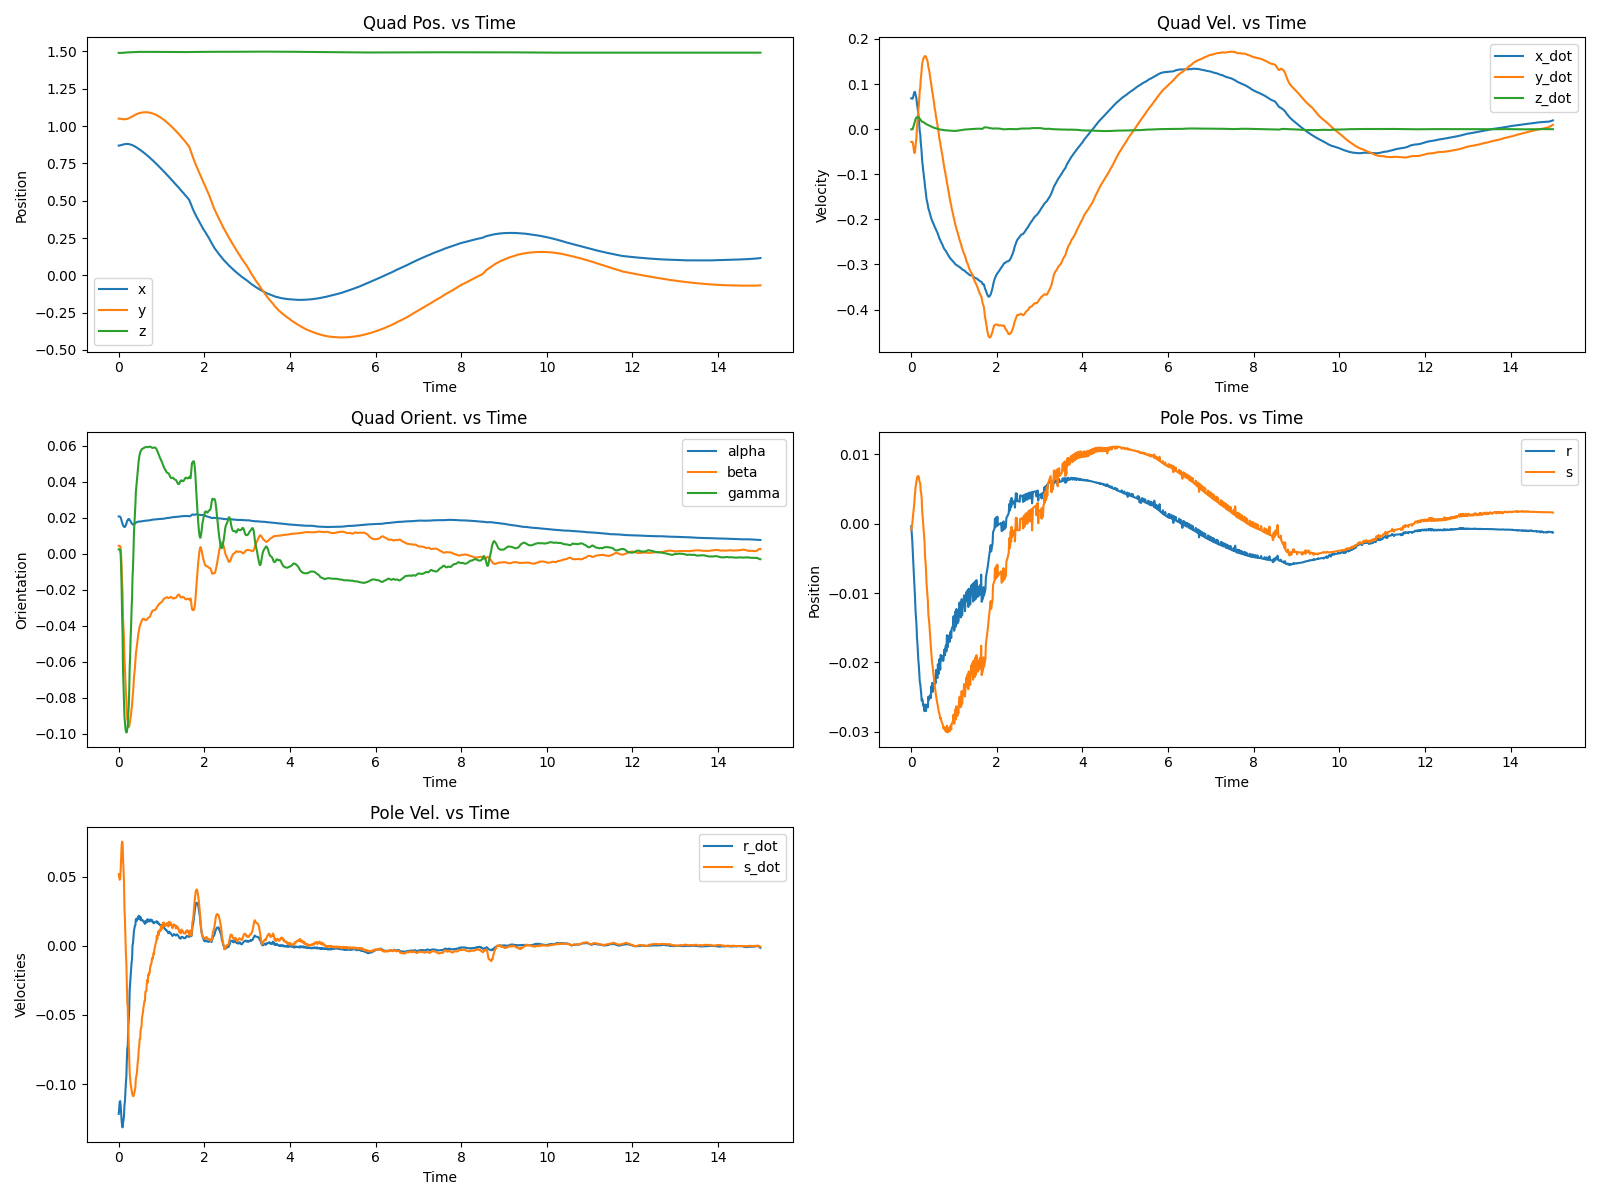 Quad Pos. vs Time
Position
1.50
1.25
1.00
0.75
0.50
0.25
0.00
−0.25
−0.50
x
y
z
0 2 4 6 8 10 12 14
Time
Quad Vel. vs Time
Velocity
0.2
0.1
0.0
−0.1
−0.2
−0.3
−0.4
x_dot
y_dot
z_dot
0 2 4 6 8 10 12 14
Time
Quad Orient. vs Time
Orientation
0.06
0.04
0.02
0.00
−0.02
−0.04
−0.06
−0.08
−0.10
alpha
beta
gamma
0 2 4 6 8 10 12 14
Time
Pole Pos. vs Time
Position
0.01
0.00
−0.01
−0.02
−0.03
r
s
0 2 4 6 8 10 12 14
Time
Pole Vel. vs Time
Velocities
0.05
0.00
−0.05
−0.10
r_dot
s_dot
0 2 4 6 8 10 12 14
Time